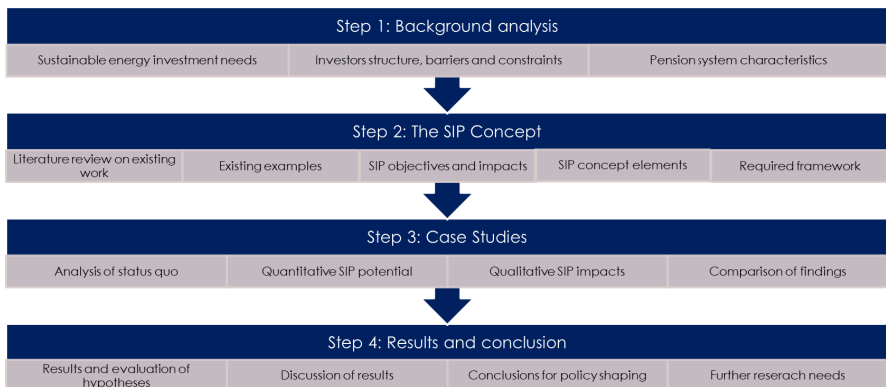 Step 1: Background analysis
Sustainable energy investment needs
Investors structure, barriers and constraints
Pension system characteristics
Step 2: The SIP Concept
Literature review on existing
work
Existing examples
SIP objectives and impacts
SIP concept elements
Required framework
Step 3: Case Studies
Analysis of status quo
Quantitative SIP potential
Qualitative SIP impacts
Comparison of findings
Step 4: Results and conclusion
Results and evaluation of
hypotheses
Discussion of results
Conclusions for policy shaping
Further reserach needs